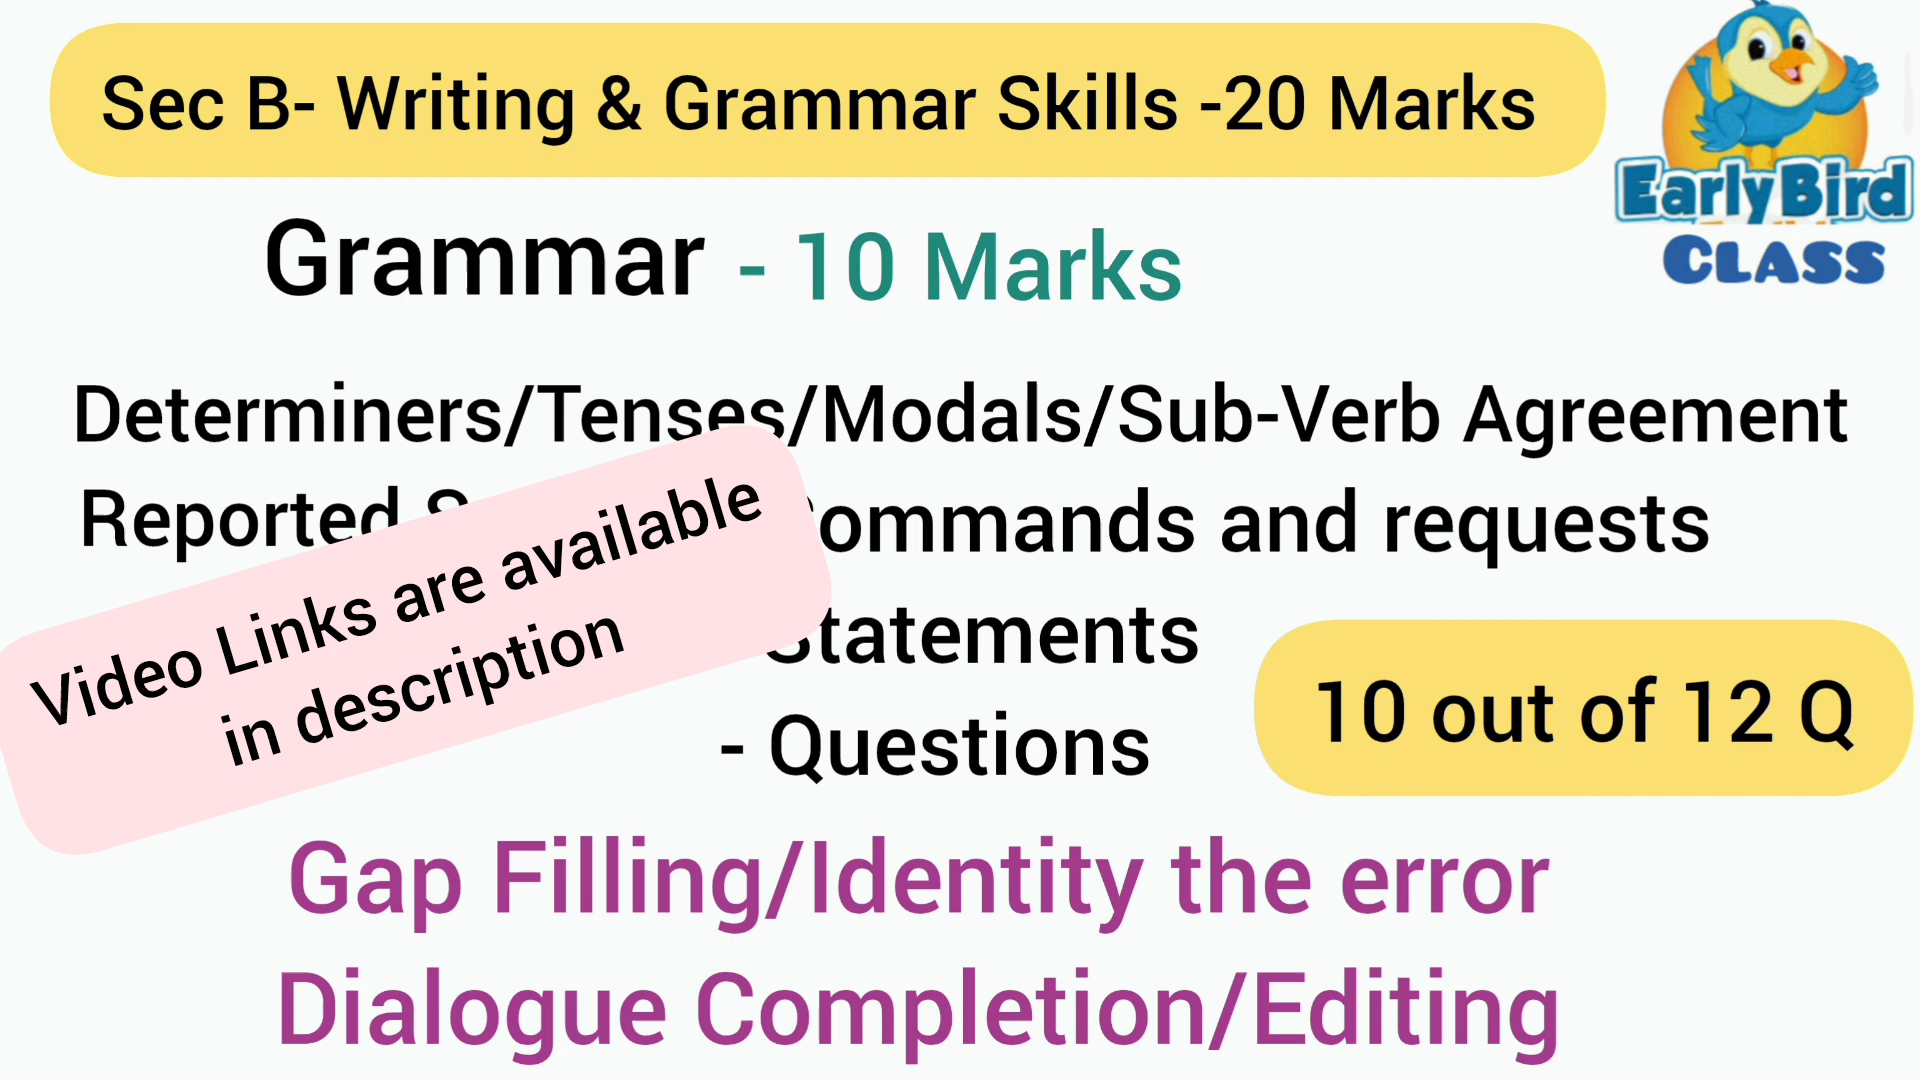 Sec B- Writing & Grammar Skills -20 Marks
EarlyBird
CLASS
Grammar - 10 Marks
Determiners/Tenses/Modals/Sub-Verb Agreement
Reported ommands and requests
Video Links are available
in description
tatements
- Questions
10 out of 12 Q
Gap Filling/Identity the error
Dialogue Completion/Editing